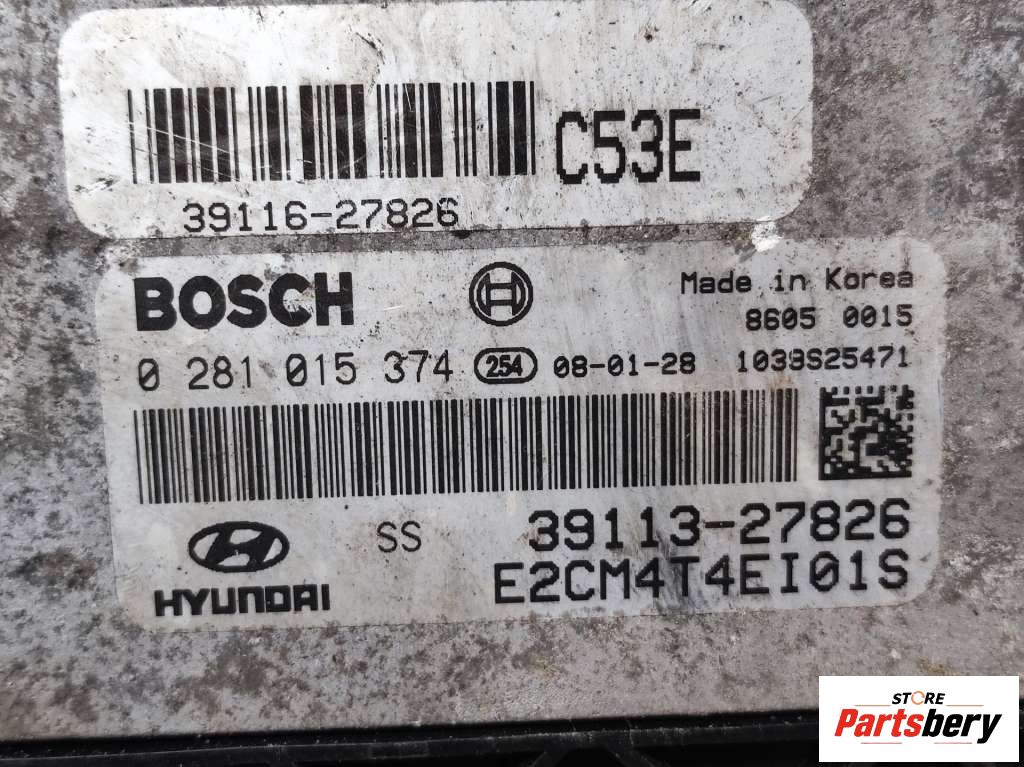 C53E
39116-27826
BOSCH
Made in Korea
8605 0015
0 281 015 374 254 08-01-28 1039S25471
SS
39113-27826
HYUNDAI
E2CM4T4EI01S
STORE
Partsbery